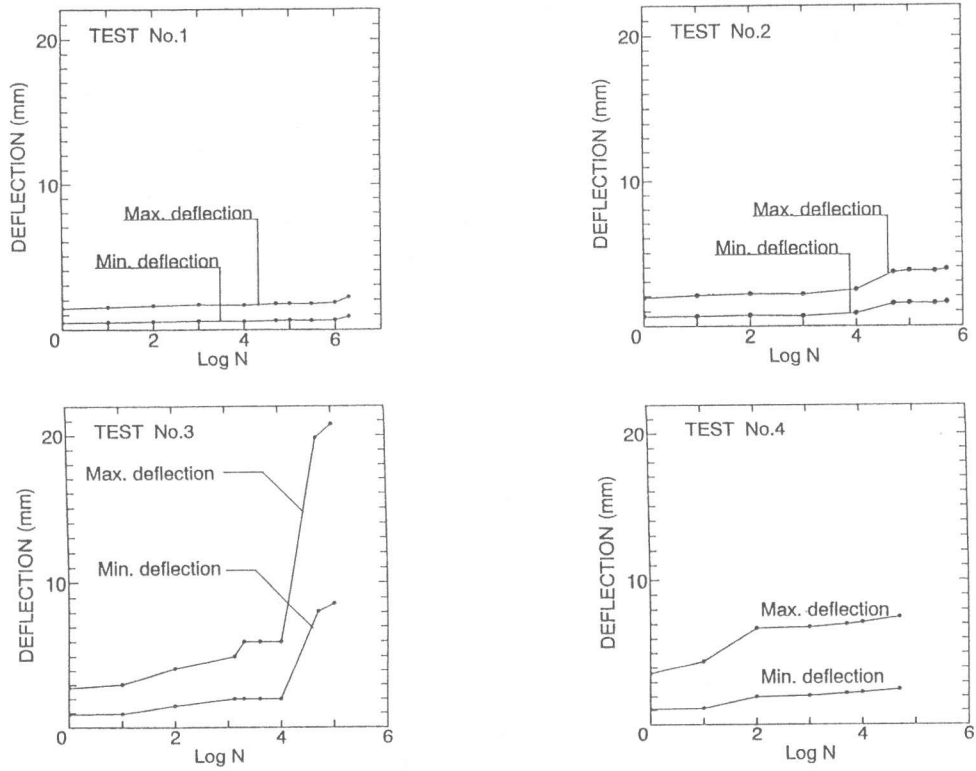 TEST No.1
20
10
0
DEFLECTION (mm)
Max. deflection
Min. deflection
0 2 4 6
Log N
TEST No.2
20
10
0
DEFLECTION (mm)
Max. deflection
Min. deflection
2 4 6
Log N
TEST No.3
20
10
DEFLECTION (mm)
Max. deflection
Min. deflection
0 2 4 6
Log N
TEST No.4
20
10
DEFLECTION (mm)
Max. deflection
Min. deflection
0 2 4 6
Log N